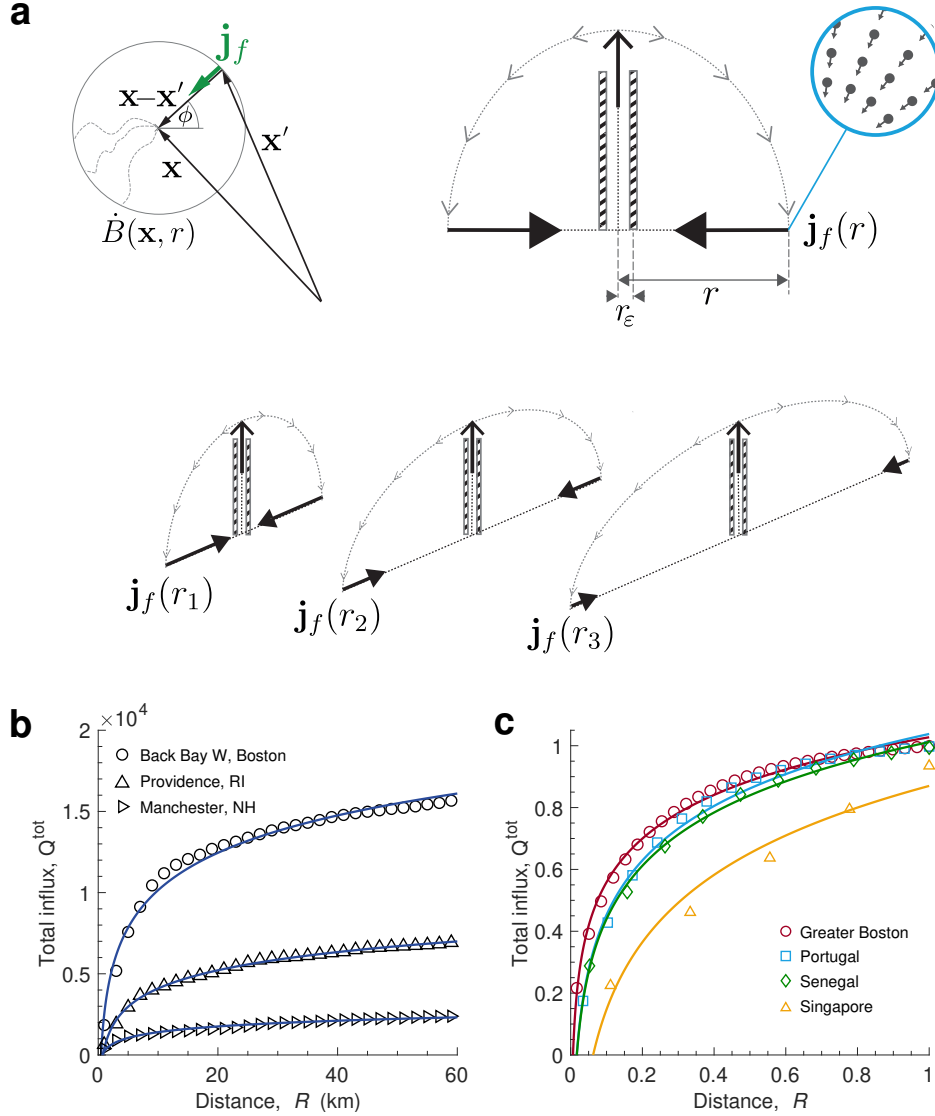 a
j_f
x–x′
ϕ
x
x′
Ḃ(x, r)
j_f(r)
r
r_ε
j_f(r_1)
j_f(r_2)
j_f(r_3)
b
×10^4
2
1.5
1
0.5
0
Total influx, Q^tot
Back Bay W, Boston
Providence, RI
Manchester, NH
0 20 40 60
Distance, R (km)
c
1
0.8
0.6
0.4
0.2
0
Total influx, Q^tot
Greater Boston
Portugal
Senegal
Singapore
0 0.2 0.4 0.6 0.8 1
Distance, R